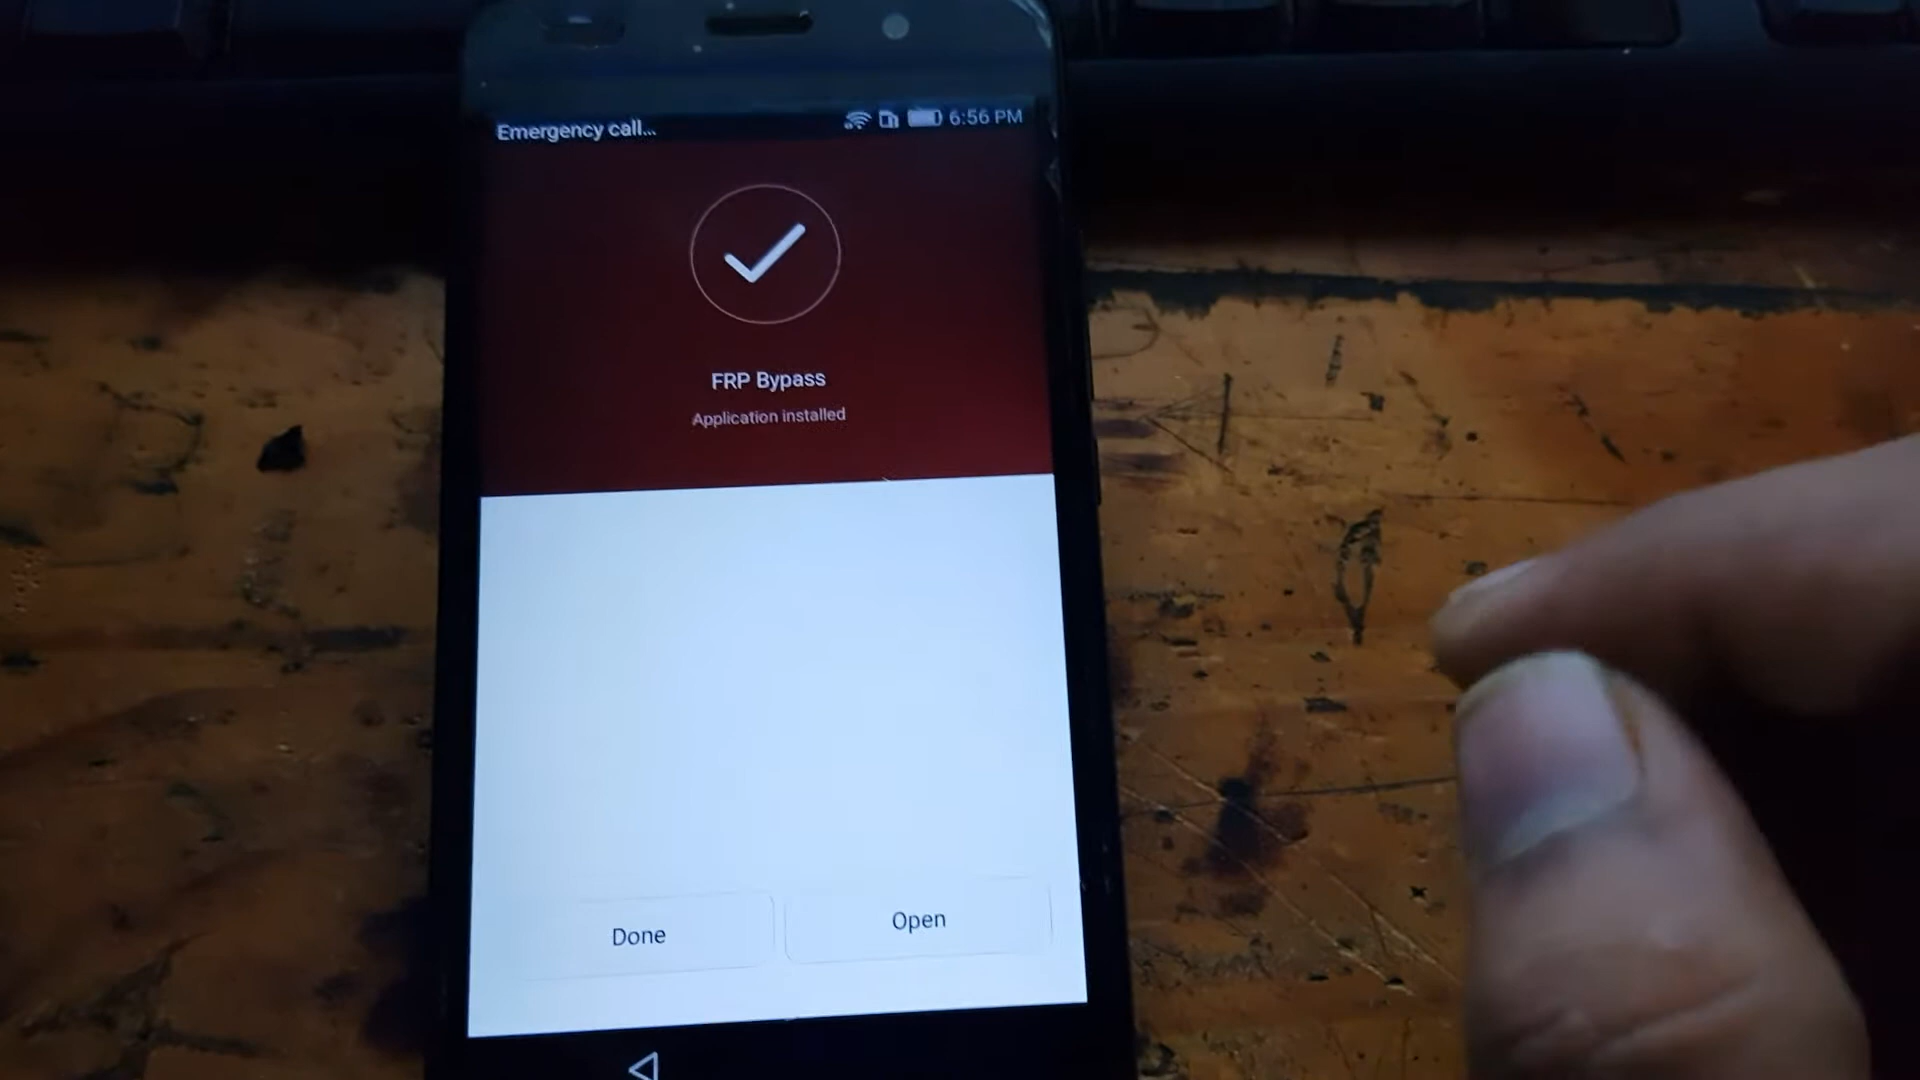 Emergency call...
6:56 PM
FRP Bypass
Application installed
Done
Open